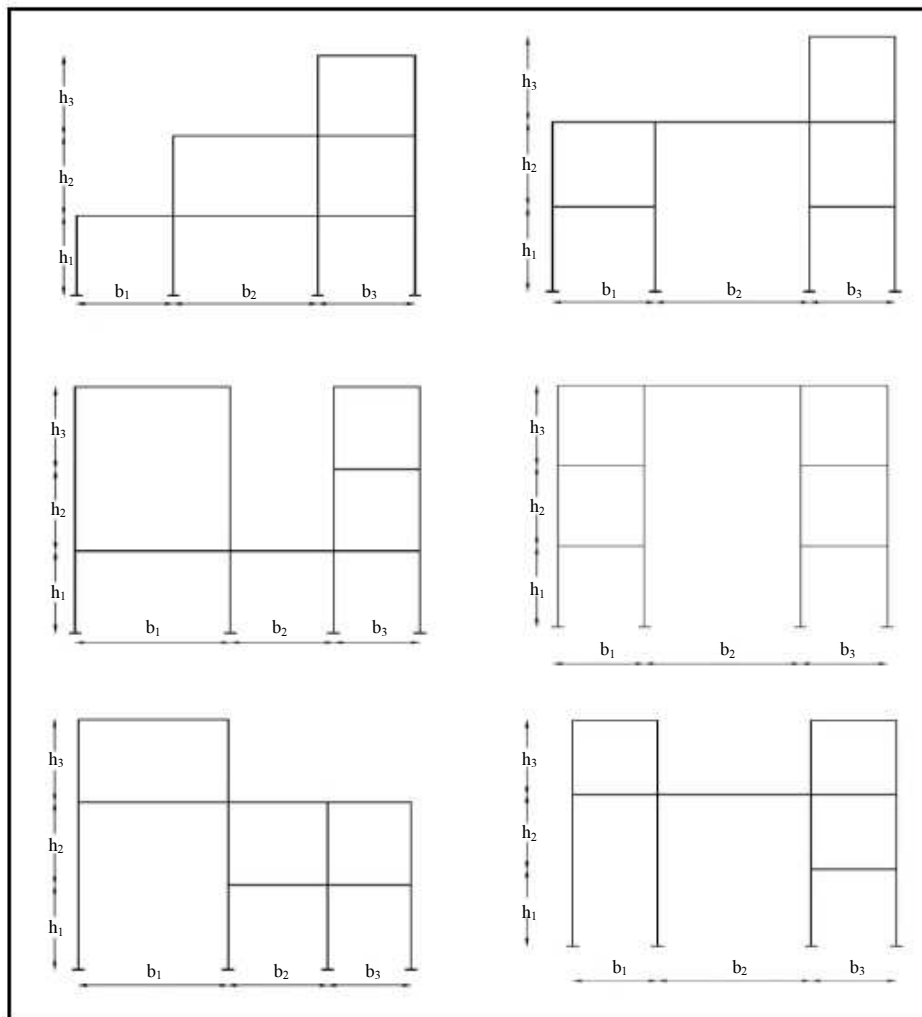 h₃
h₂
h₁
b₁ b₂ b₃
h₃
h₂
h₁
b₁ b₂ b₃
h₃
h₂
h₁
b₁ b₂ b₃
h₃
h₂
h₁
b₁ b₂ b₃
h₃
h₂
h₁
b₁ b₂ b₃
h₃
h₂
h₁
b₁ b₂ b₃